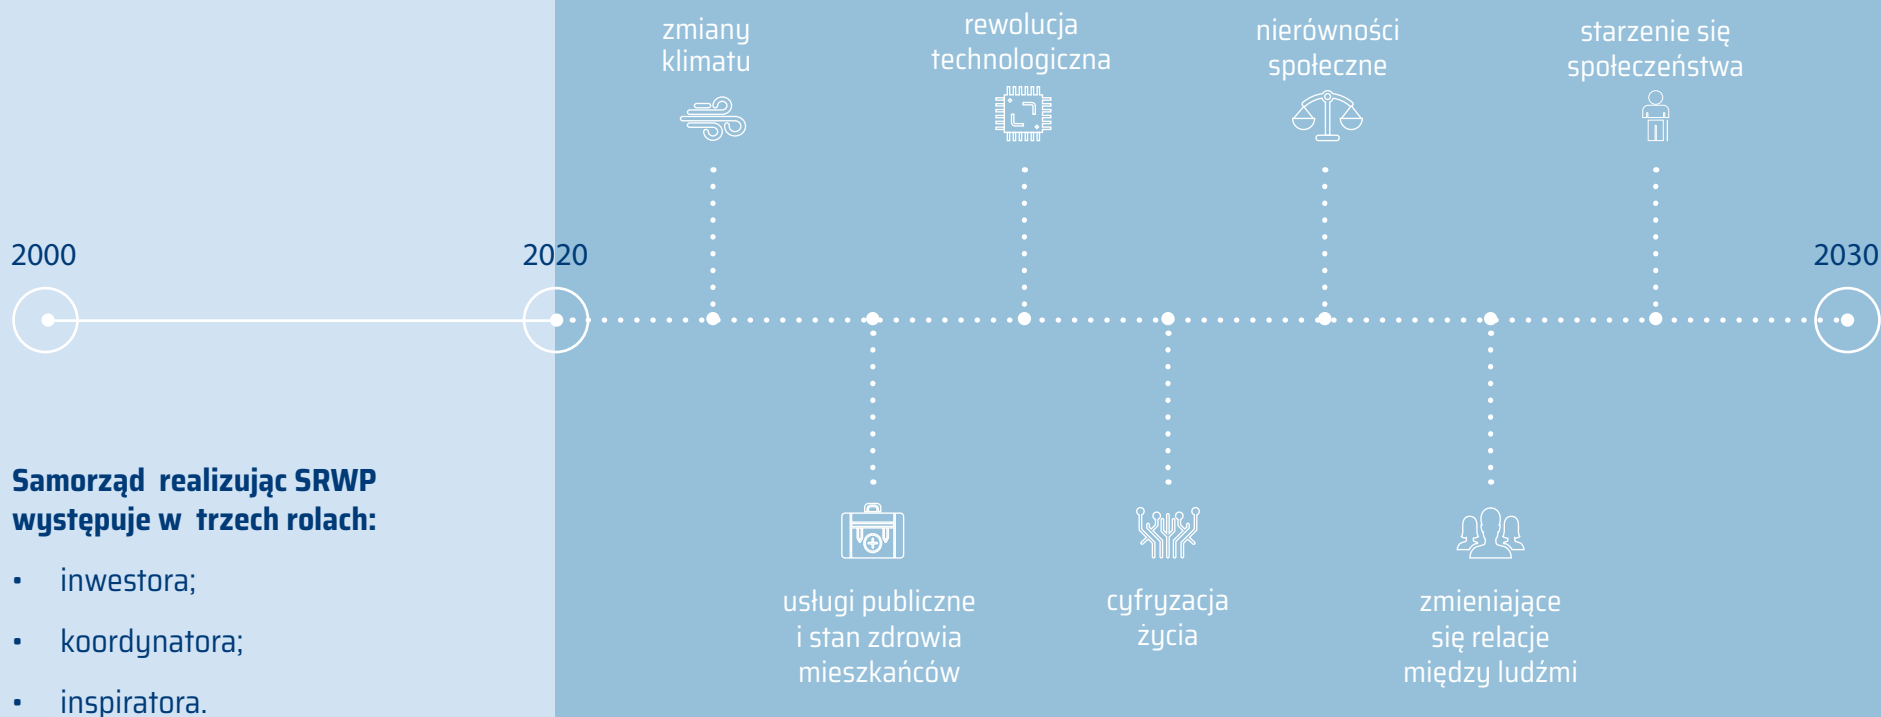 zmiany
klimatu
rewolucja
technologiczna
nierówności
społeczne
starzenie się
społeczeństwa
2000
2020
2030
Samorząd realizując SRWP
występuje w trzech rolach:
• inwestora;
• koordynatora;
• inspiratora.
usługi publiczne
i stan zdrowia
mieszkańców
cyfryzacja
życia
zmieniające
się relacje
między ludźmi